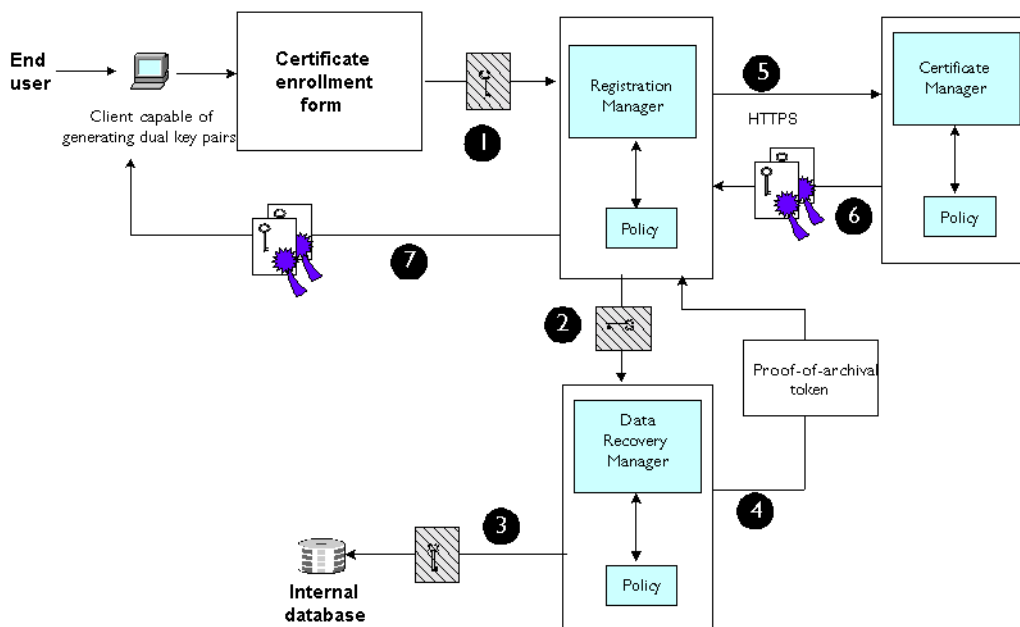 End
user
Client capable of
generating dual key pairs
Certificate
enrollment
form
1
Registration
Manager
Policy
5
HTTPS
Certificate
Manager
Policy
6
7
2
Proof-of-archival
token
Data
Recovery
Manager
Policy
4
3
Internal
database